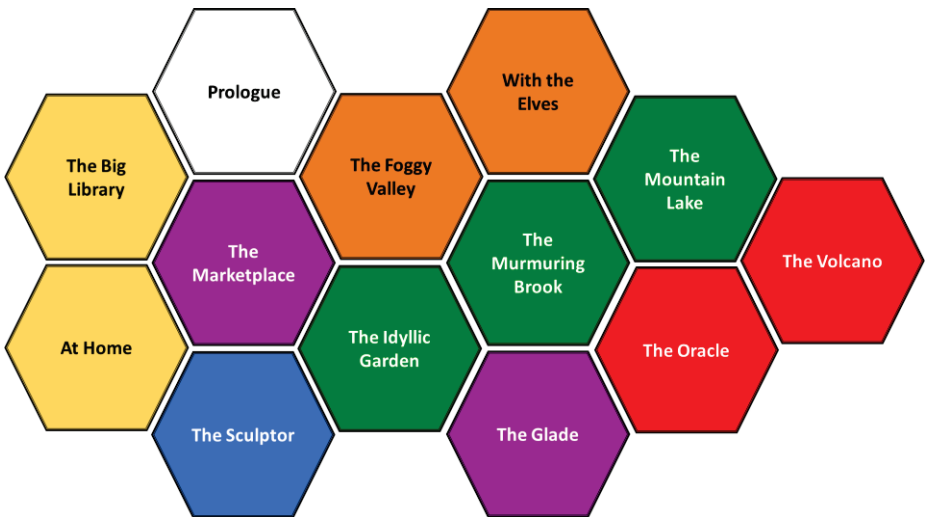 Prologue
With the
Elves
The Big
Library
The Foggy
Valley
The
Mountain
Lake
The
Marketplace
The
Murmuring
Brook
The Volcano
At Home
The Idyllic
Garden
The Oracle
The Sculptor
The Glade